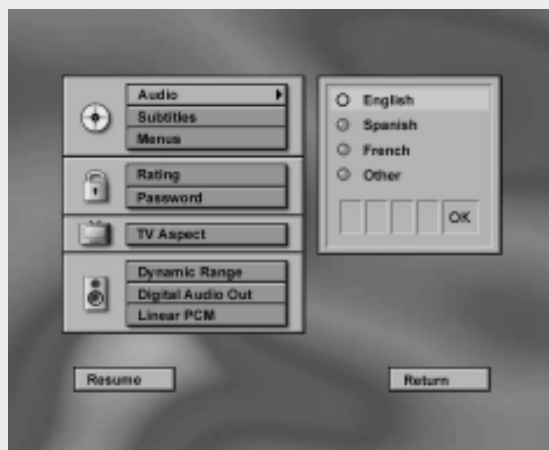 Audio
Subtitles
Menus
Rating
Password
TV Aspect
Dynamic Range
Digital Audio Out
Linear PCM
English
Spanish
French
Other
OK
Resume
Return